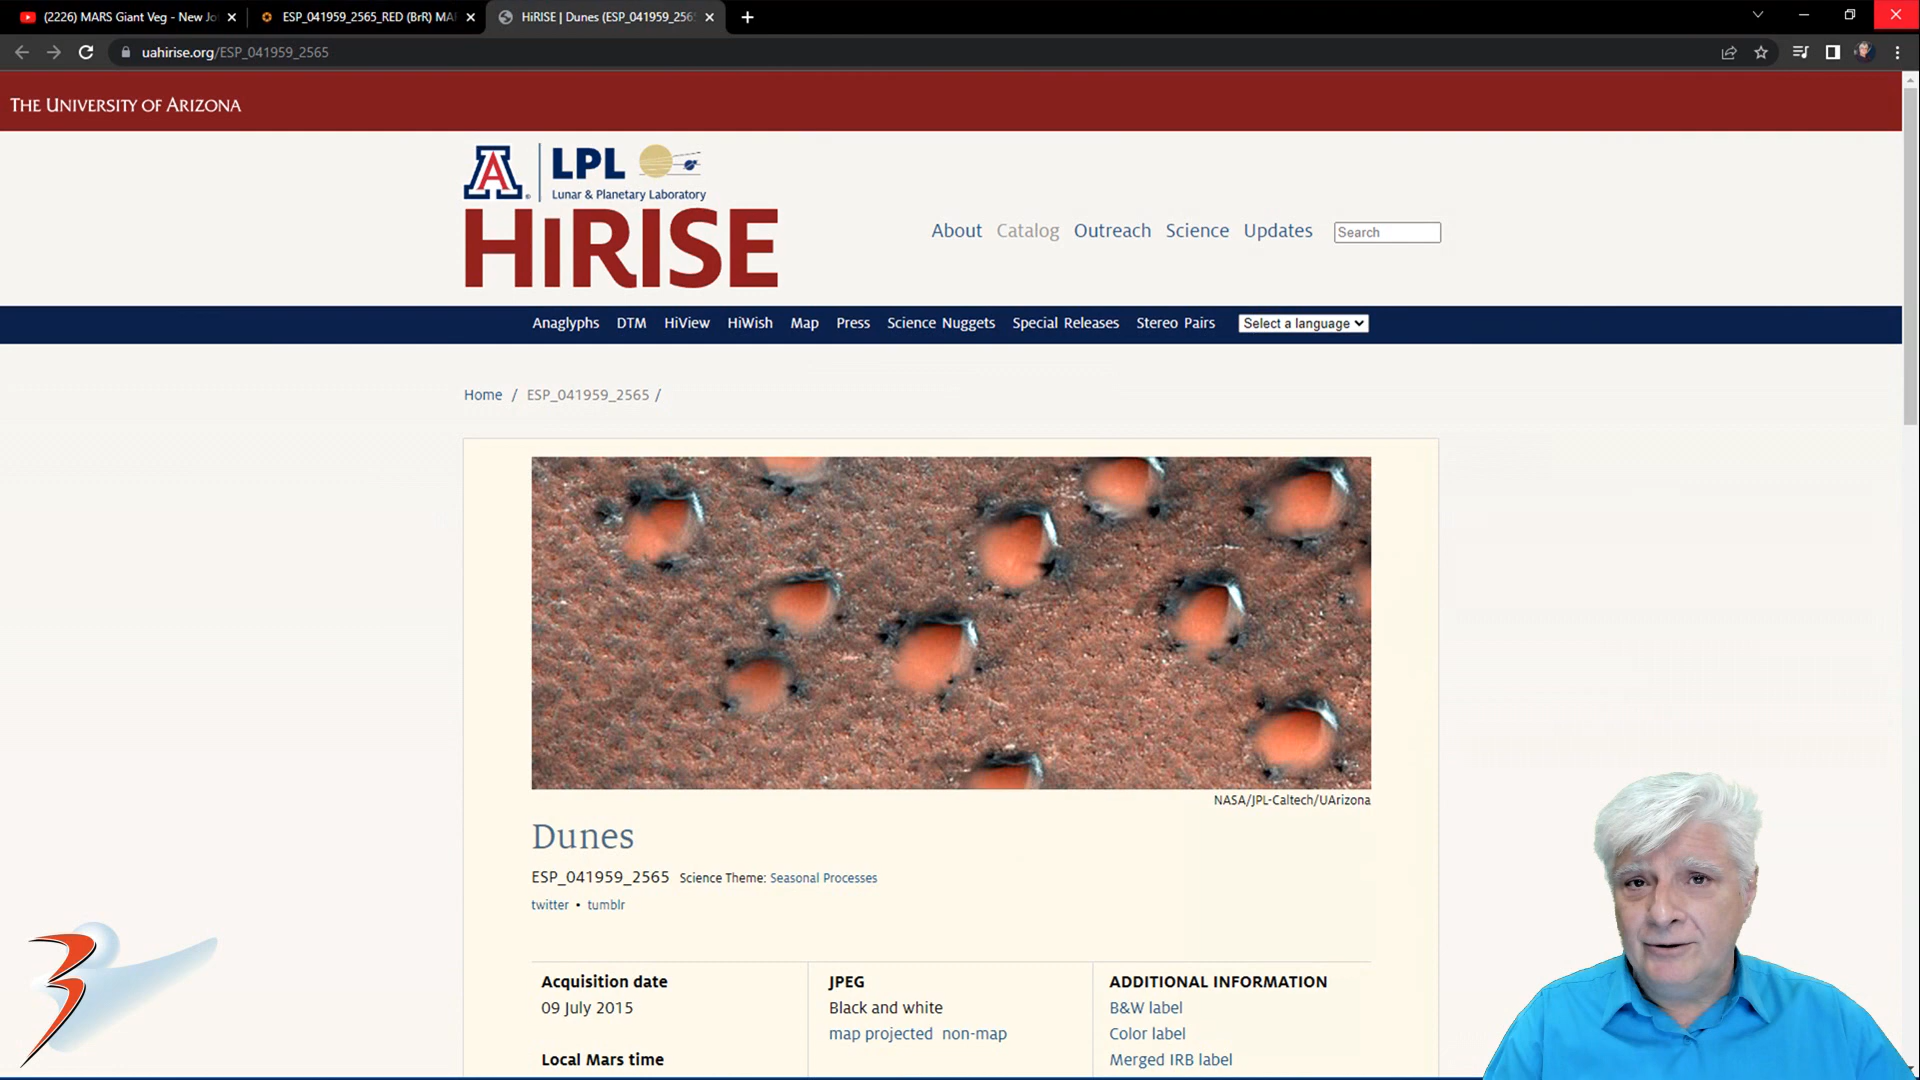 (2226) MARS Giant Veg - New Jo
ESP_041959_2565_RED (BrR) MA
HiRISE | Dunes (ESP_041959_256
uahirise.org/ESP_041959_2565
THE UNIVERSITY OF ARIZONA
A LPL
Lunar & Planetary Laboratory
HiRISE
About Catalog Outreach Science Updates Search
Anaglyphs DTM HiView HiWish Map Press Science Nuggets Special Releases Stereo Pairs Select a language
Home / ESP_041959_2565 /
NASA/JPL-Caltech/UArizona
Dunes
ESP_041959_2565 Science Theme: Seasonal Processes
twitter • tumblr
Acquisition date
09 July 2015
Local Mars time
JPEG
Black and white
map projected non-map
ADDITIONAL INFORMATION
B&W label
Color label
Merged IRB label